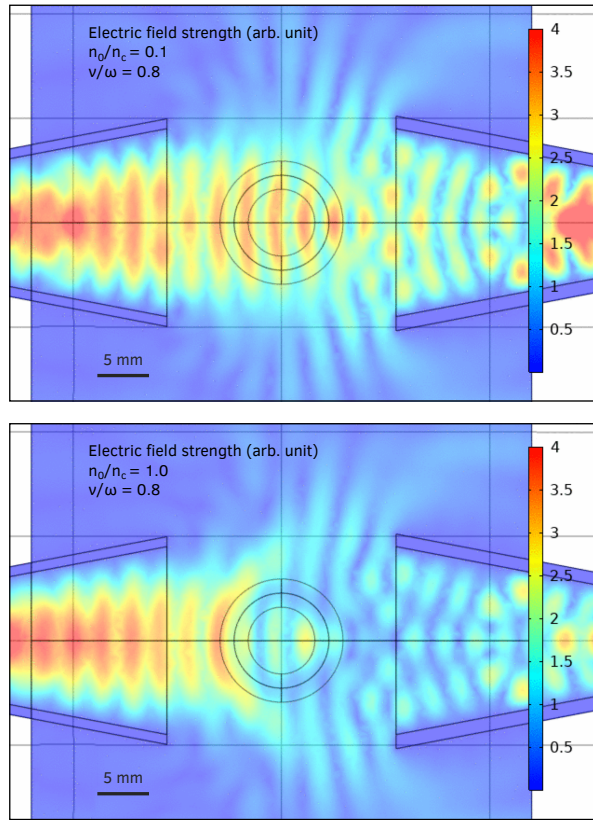 Electric field strength (arb. unit)
n₀/n_c = 0.1
ν/ω = 0.8
4
3.5
3
2.5
2
1.5
1
0.5
5 mm
Electric field strength (arb. unit)
n₀/n_c = 1.0
ν/ω = 0.8
4
3.5
3
2.5
2
1.5
1
0.5
5 mm